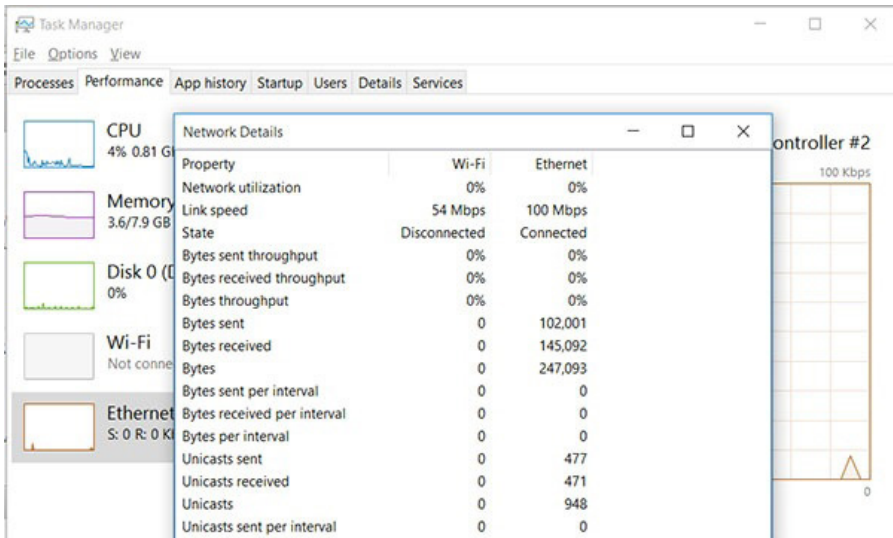 Task Manager
File Options View
Processes Performance App history Startup Users Details Services
CPU
4% 0.81
Memory
3.6/7.9 GB
Disk 0
0%
Wi-Fi
Not
Ethernet
S: 0 R: 0
Network Details
Property Wi-Fi Ethernet
Network utilization 0% 0%
Link speed 54 Mbps 100 Mbps
State Disconnected Connected
Bytes sent throughput 0% 0%
Bytes received throughput 0% 0%
Bytes throughput 0% 0%
Bytes sent 0 102,001
Bytes received 0 145,092
Bytes 0 247,093
Bytes sent per interval 0 0
Bytes received per interval 0 0
Bytes per interval 0 0
Unicasts sent 0 477
Unicasts received 0 471
Unicasts 0 948
Unicasts sent per interval 0 0
ontroller #2
100 Kbps
0